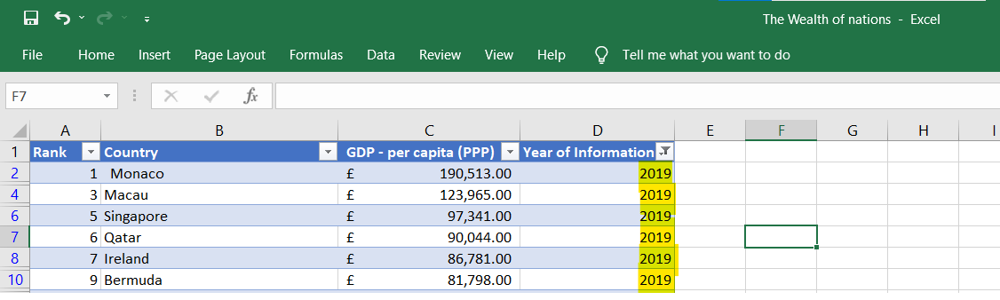 The Wealth of nations - Excel
File Home Insert Page Layout Formulas Data Review View Help Tell me what you want to do
F7 fx
A B C D E F G H I
1 Rank Country GDP - per capita (PPP) Year of Information
2 1 Monaco £ 190,513.00 2019
4 3 Macau £ 123,965.00 2019
6 5 Singapore £ 97,341.00 2019
7 6 Qatar £ 90,044.00 2019
8 7 Ireland £ 86,781.00 2019
10 9 Bermuda £ 81,798.00 2019